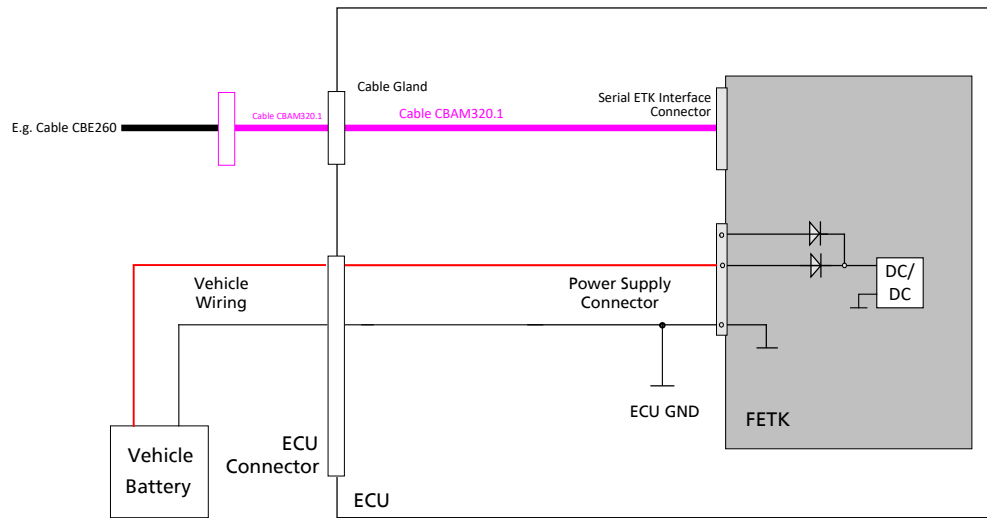 Cable Gland
Serial ETK Interface
Connector
E.g. Cable CBE260
Cable CBAM320.1
Cable CBAM320.1
Vehicle
Wiring
Power Supply
Connector
DC/
DC
ECU GND
FETK
ECU
Connector
Vehicle
Battery
ECU